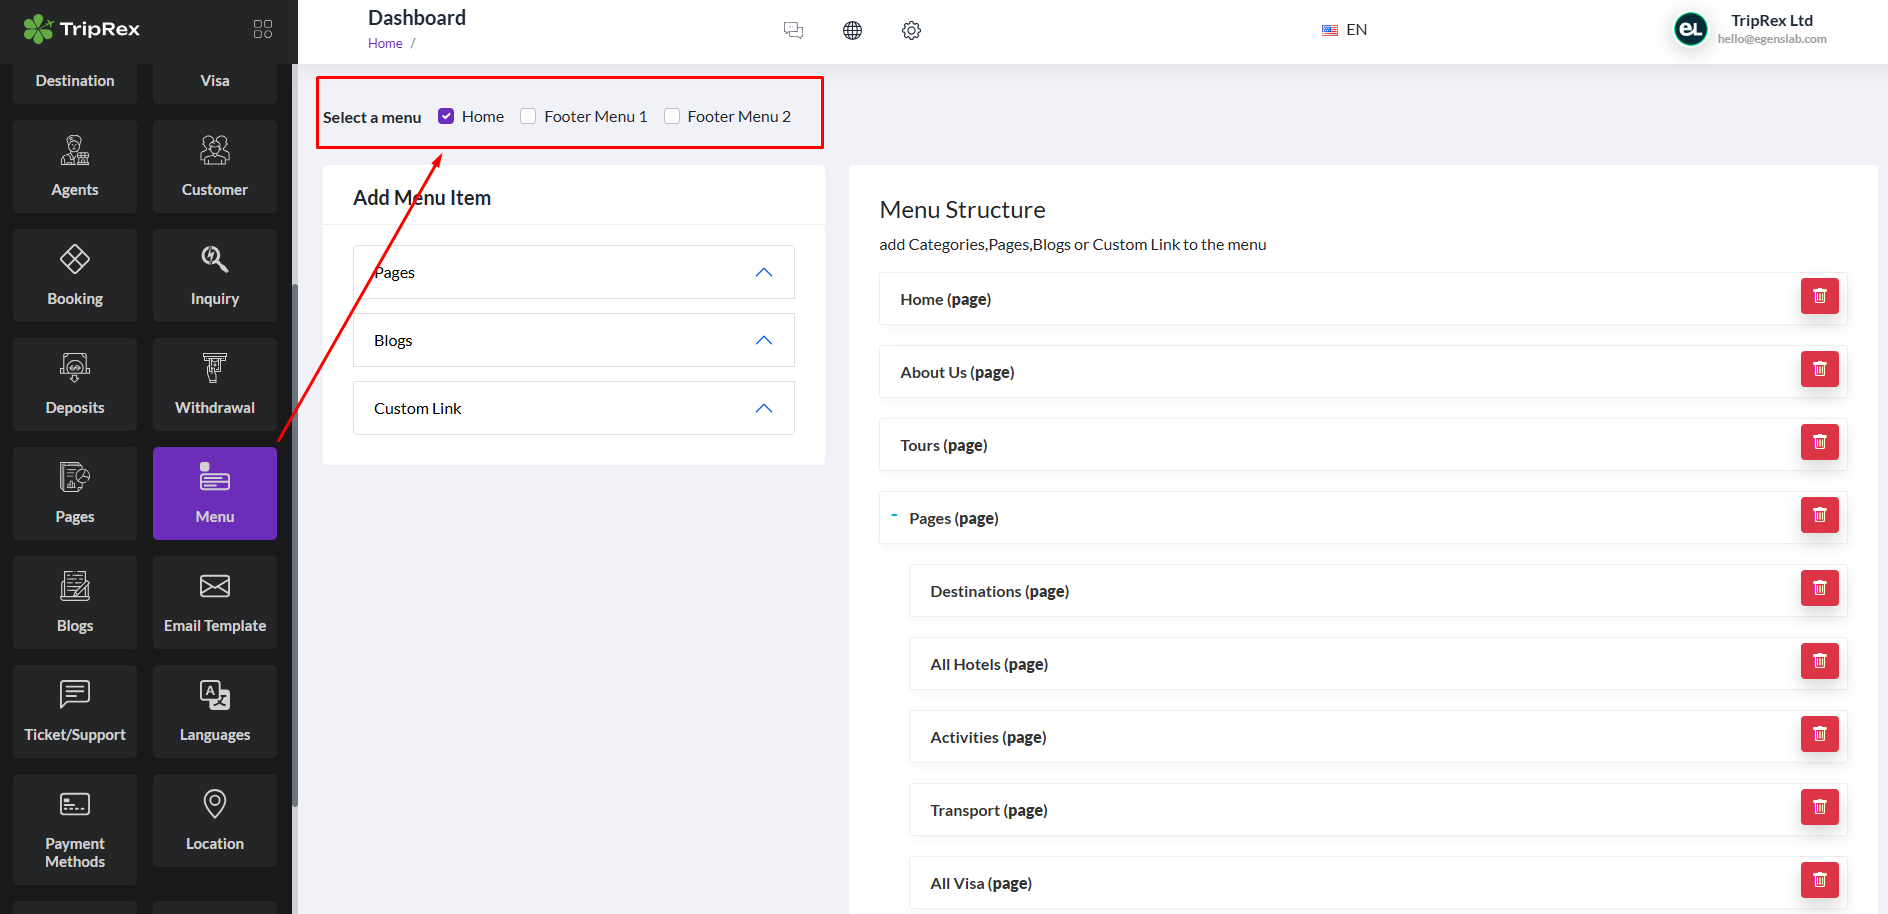 TripRex
Dashboard
Home /
EN
eL
TripRex Ltd
hello@egenslab.com
Destination
Visa
Agents
Customer
Booking
Inquiry
Deposits
Withdrawal
Pages
Menu
Blogs
Email Template
Ticket/Support
Languages
Payment
Methods
Location
Select a menu Home Footer Menu 1 Footer Menu 2
Add Menu Item
Pages
Blogs
Custom Link
Menu Structure
add Categories,Pages,Blogs or Custom Link to the menu
Home (page)
About Us (page)
Tours (page)
- Pages (page)
Destinations (page)
All Hotels (page)
Activities (page)
Transport (page)
All Visa (page)